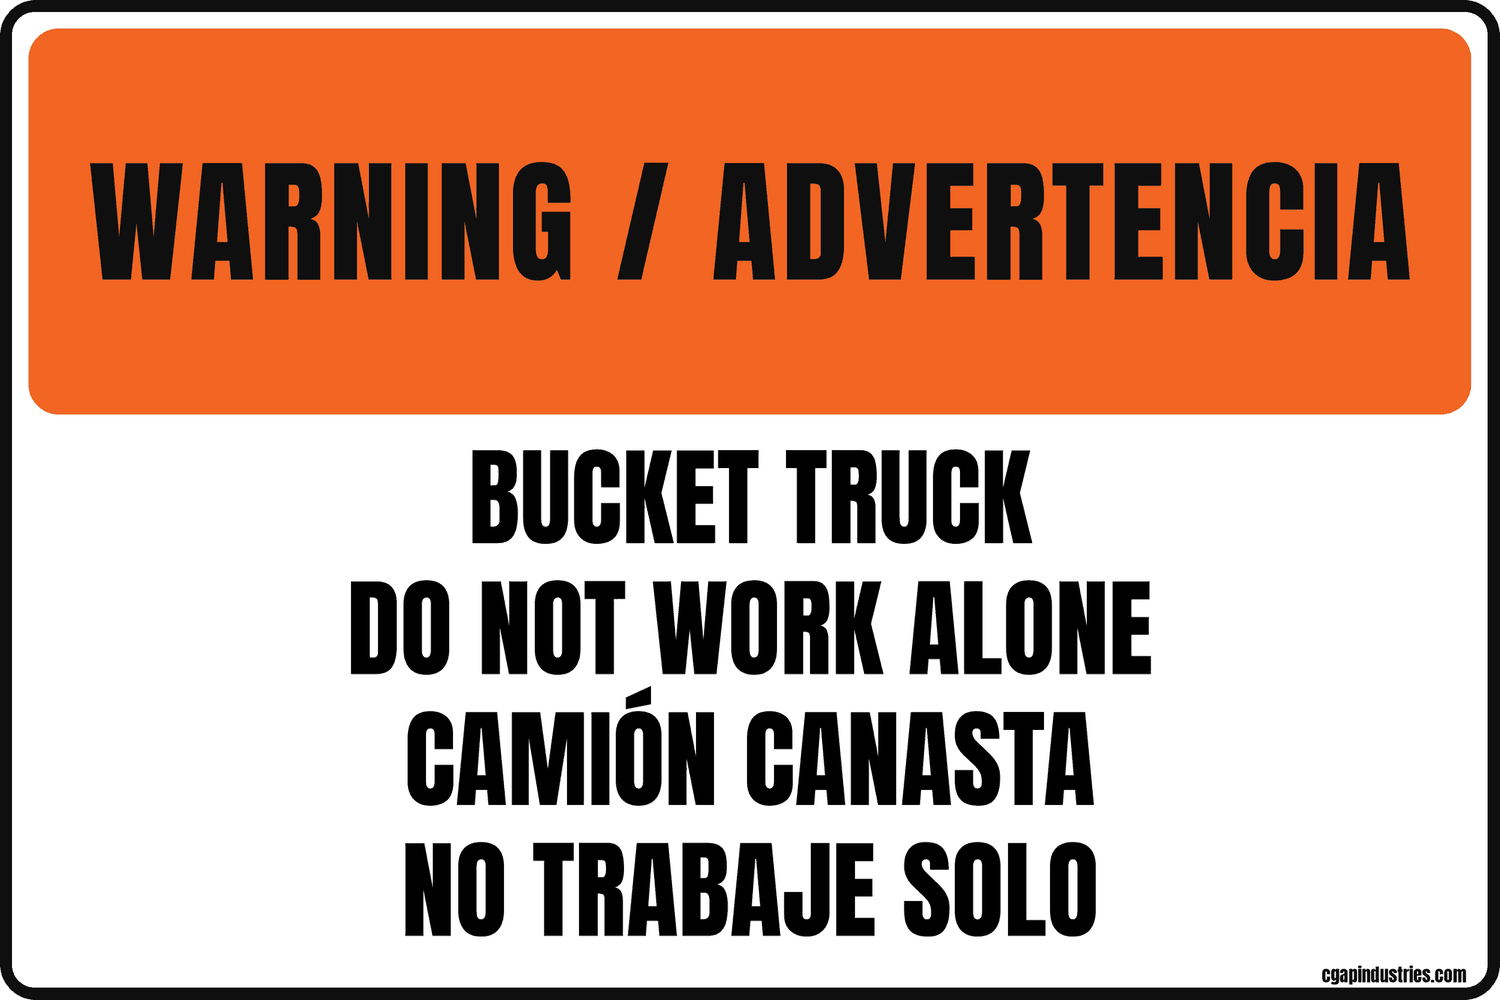 WARNING / ADVERTENCIA
BUCKET TRUCK
DO NOT WORK ALONE
CAMIÓN CANASTA
NO TRABAJE SOLO
cgapindustries.com